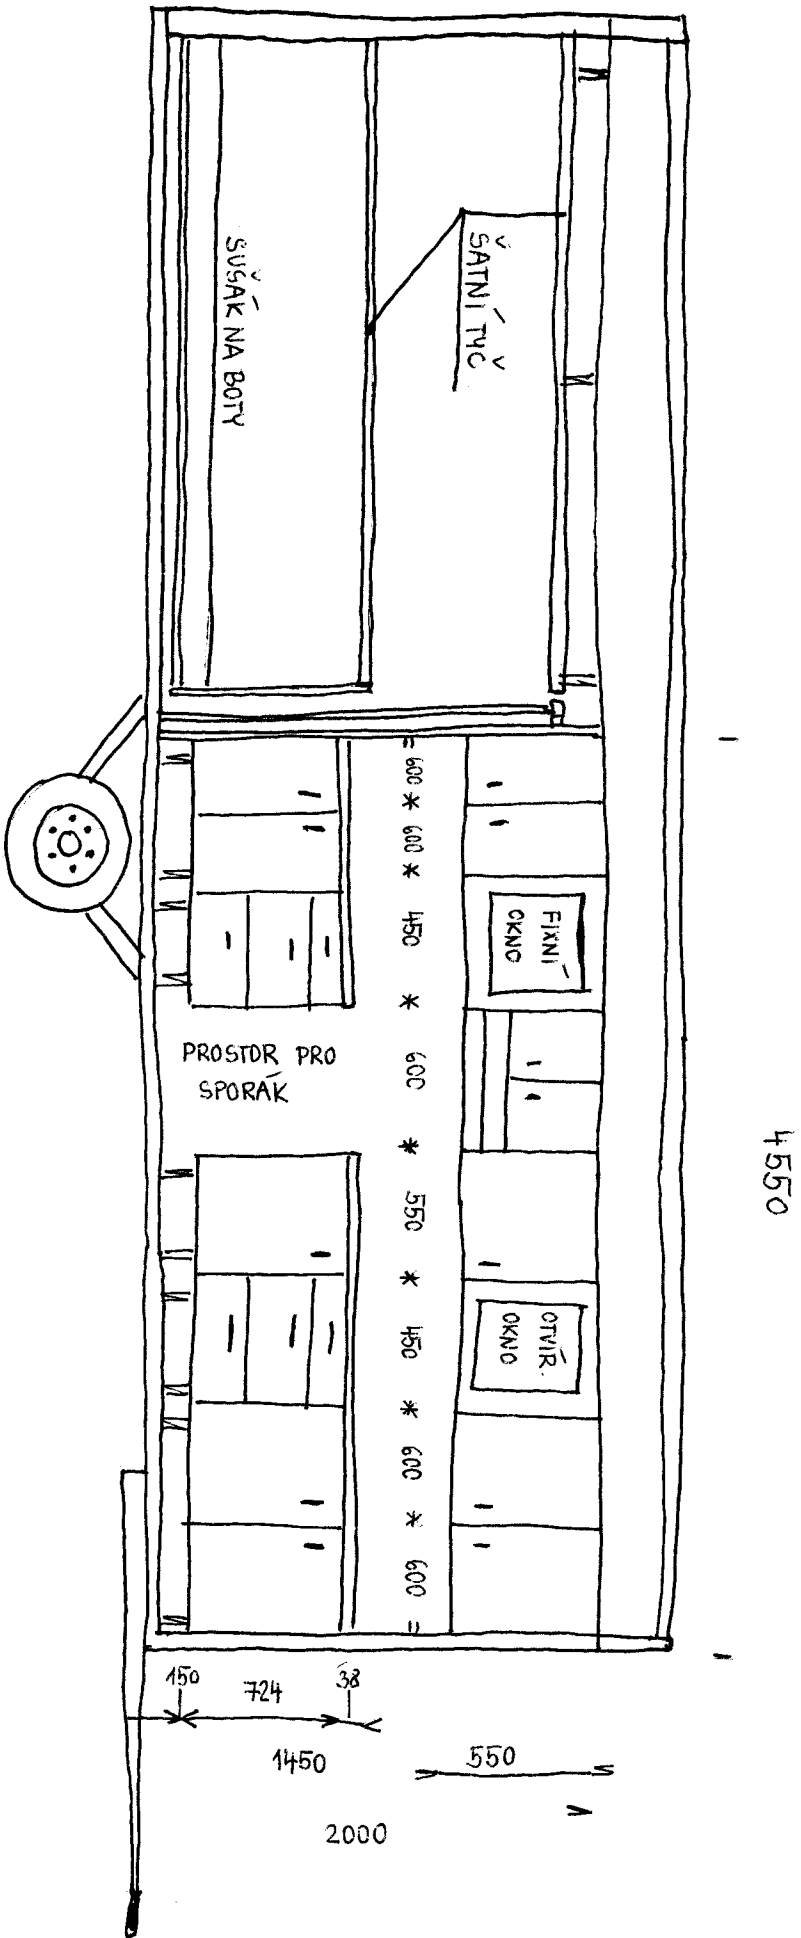 4550
ŠATNÍ TYČ
SUŠÁK NA BOTY
FIXNÍ
OKNO
OTVÍR.
OKNO
= 600 * 600 * 450 * 600 * 550 * 450 * 600 * 600 =
PROSTOR PRO
SPORÁK
150
724
38
1450
550
2000